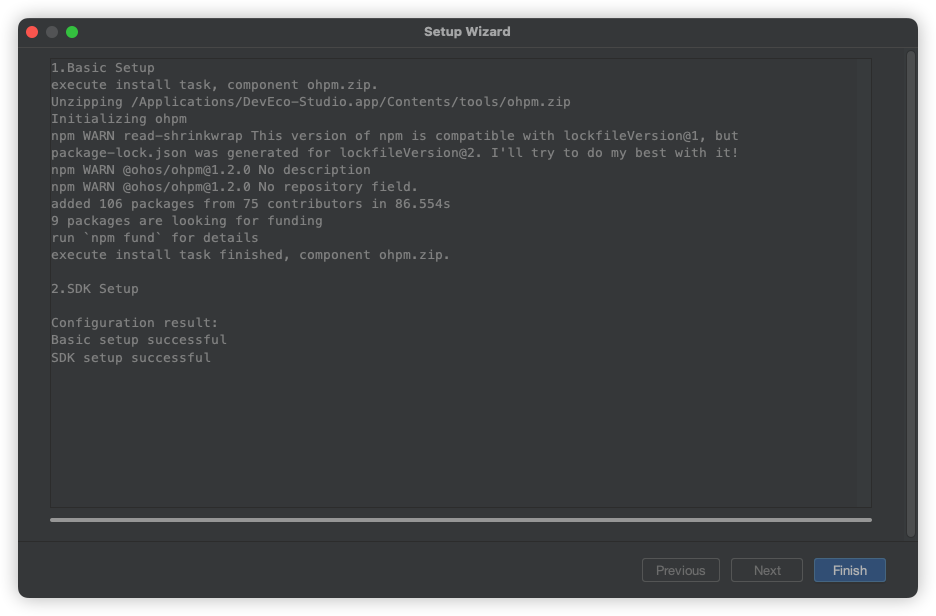 Setup Wizard
1.Basic Setup
execute install task, component ohpm.zip.
Unzipping /Applications/DevEco-Studio.app/Contents/tools/ohpm.zip
Initializing ohpm
npm WARN read-shrinkwrap This version of npm is compatible with lockfileVersion@1, but
package-lock.json was generated for lockfileVersion@2. I'll try to do my best with it!
npm WARN @ohos/ohpm@1.2.0 No description
npm WARN @ohos/ohpm@1.2.0 No repository field.
added 106 packages from 75 contributors in 86.554s
9 packages are looking for funding
run `npm fund` for details
execute install task finished, component ohpm.zip.
2.SDK Setup
Configuration result:
Basic setup successful
SDK setup successful
Previous
Next
Finish